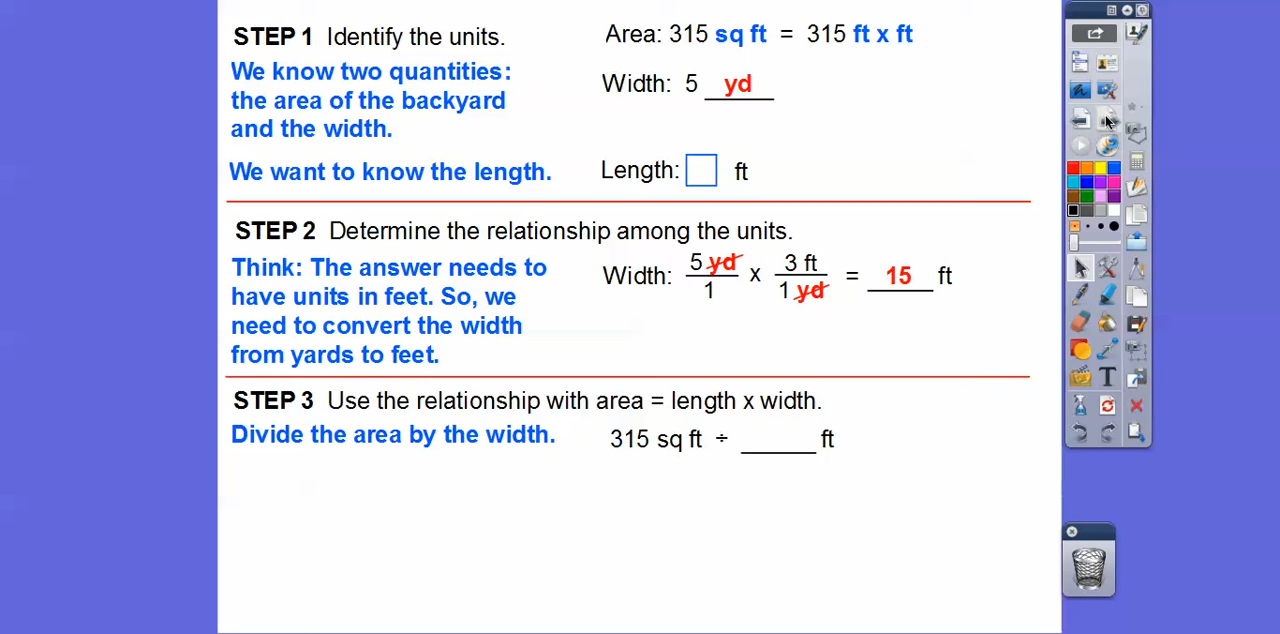 STEP 1 Identify the units.
Area: 315 sq ft = 315 ft x ft
We know two quantities:
the area of the backyard
and the width.
Width: 5 yd
We want to know the length.
Length: ft
STEP 2 Determine the relationship among the units.
Think: The answer needs to
have units in feet. So, we
need to convert the width
from yards to feet.
Width: 5 yd / 1 x 3 ft / 1 yd = 15 ft
STEP 3 Use the relationship with area = length x width.
Divide the area by the width.
315 sq ft ÷ ______ ft